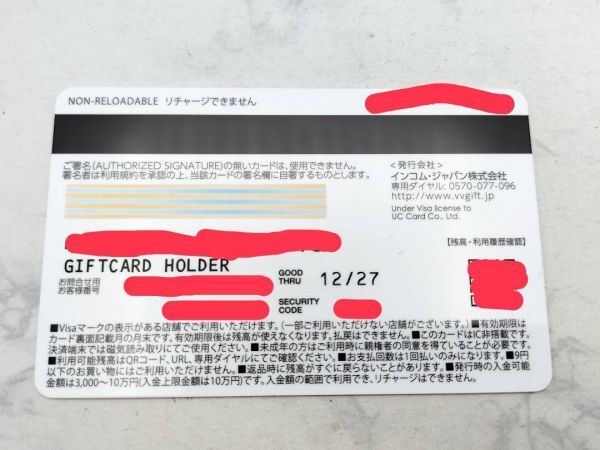 NON-RELOADABLE リチャージできません
ご署名(AUTHORIZED SIGNATURE)の無いカードは、使用できません。
署名者は利用規約を承認の上、当該カードの署名欄に自署するものとします。
<発行会社>
インコム・ジャパン株式会社
専用ダイヤル: 0570-077-096
http://www.vvgift.jp
Under Visa license to
UC Card Co., Ltd.
【残高・利用履歴確認】
GIFTCARD HOLDER
GOOD
THRU
12/27
お問合せ用
お客様番号
SECURITY
CODE
■Visaマークの表示がある店舗でご利用いただけます。(一部ご利用いただけない店舗がございます。)■有効期限は
カード裏面記載月の月末です。有効期限後は残高が使えなくなります。払戻はできません。■このカードはIC非搭載です。
決済端末では磁気読み取りにてご使用ください。■未成年の方はご利用時に親権者の同意を得ていることが必要です。
■利用可能残高はQRコード、URL、専用ダイヤルにてご確認ください。■お支払回数は1回払いのみになります。■9円
以下のお買い物にはご利用いただけません。■返品時に残高がすぐに戻らないことがあります。■発行時の入金可能
金額は3,000~10万円(入金上限金額は10万円)です。入金額の範囲で利用でき、リチャージはできません。